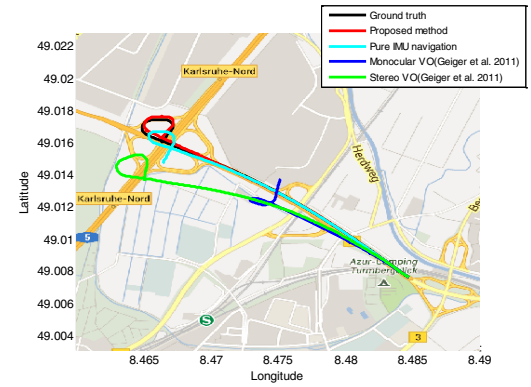 Ground truth
Proposed method
Pure IMU navigation
Monocular VO(Geiger et al. 2011)
Stereo VO(Geiger et al. 2011)
49.022
49.02
49.018
49.016
49.014
49.012
49.01
49.008
49.006
49.004
Latitude
Karlsruhe-Nord
Karlsruhe-Nord
Herdweg
Be
5
Azur-Camping
Turmbergblick
S
3
8.465
8.47
8.475
8.48
8.485
8.49
Longitude